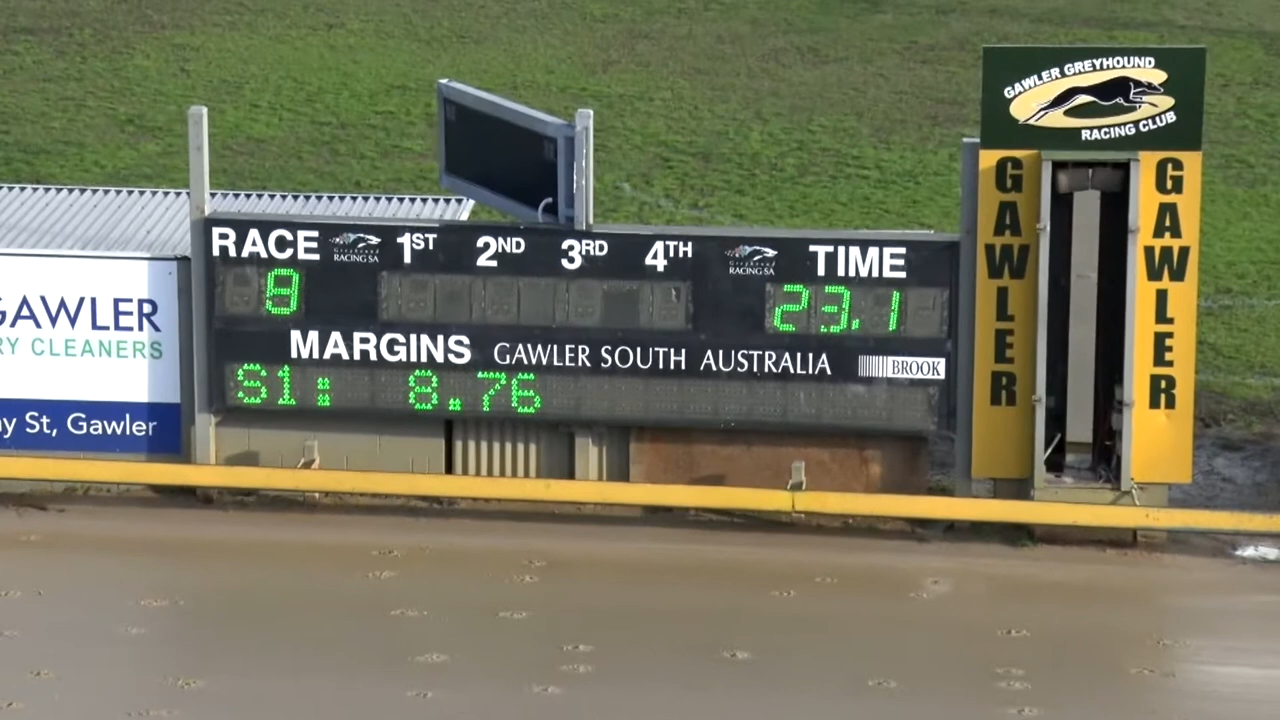 GAWLER GREYHOUND
RACING CLUB
GAWLER
GAWLER
RACE
Greyhound
RACING SA
1ST
2ND
3RD
4TH
Greyhound
RACING SA
TIME
8
23.1
MARGINS
GAWLER SOUTH AUSTRALIA
BROOK
S1: 8.76
GAWLER
RY CLEANERS
ay St, Gawler